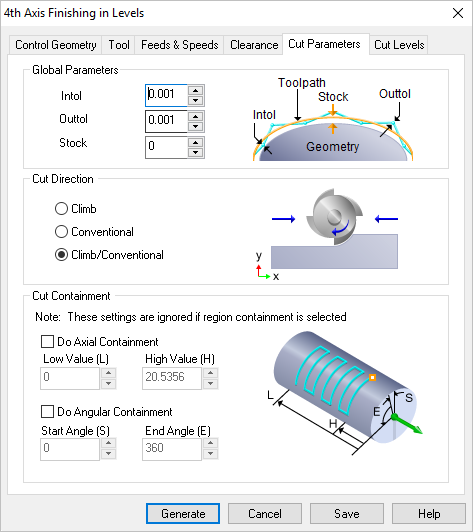 4th Axis Finishing in Levels
Control Geometry Tool Feeds & Speeds Clearance Cut Parameters Cut Levels
Global Parameters
Intol 0.001
Outtol 0.001
Stock 0
Toolpath
Stock
Outtol
Intol
Geometry
Cut Direction
Climb
Conventional
Climb/Conventional
y
x
Cut Containment
Note: These settings are ignored if region containment is selected
Do Axial Containment
Low Value (L) High Value (H)
0 20.5356
Do Angular Containment
Start Angle (S) End Angle (E)
0 360
L
H
E
S
Generate Cancel Save Help